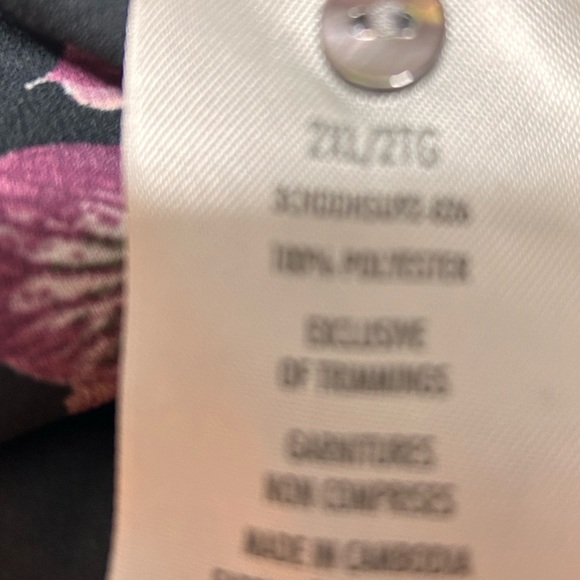 2XL/2TG
100% POLYESTER
EXCLUSIVE
OF TRIMMINGS
GARNITURES
NON COMPRISES
MADE IN CAMBODIA